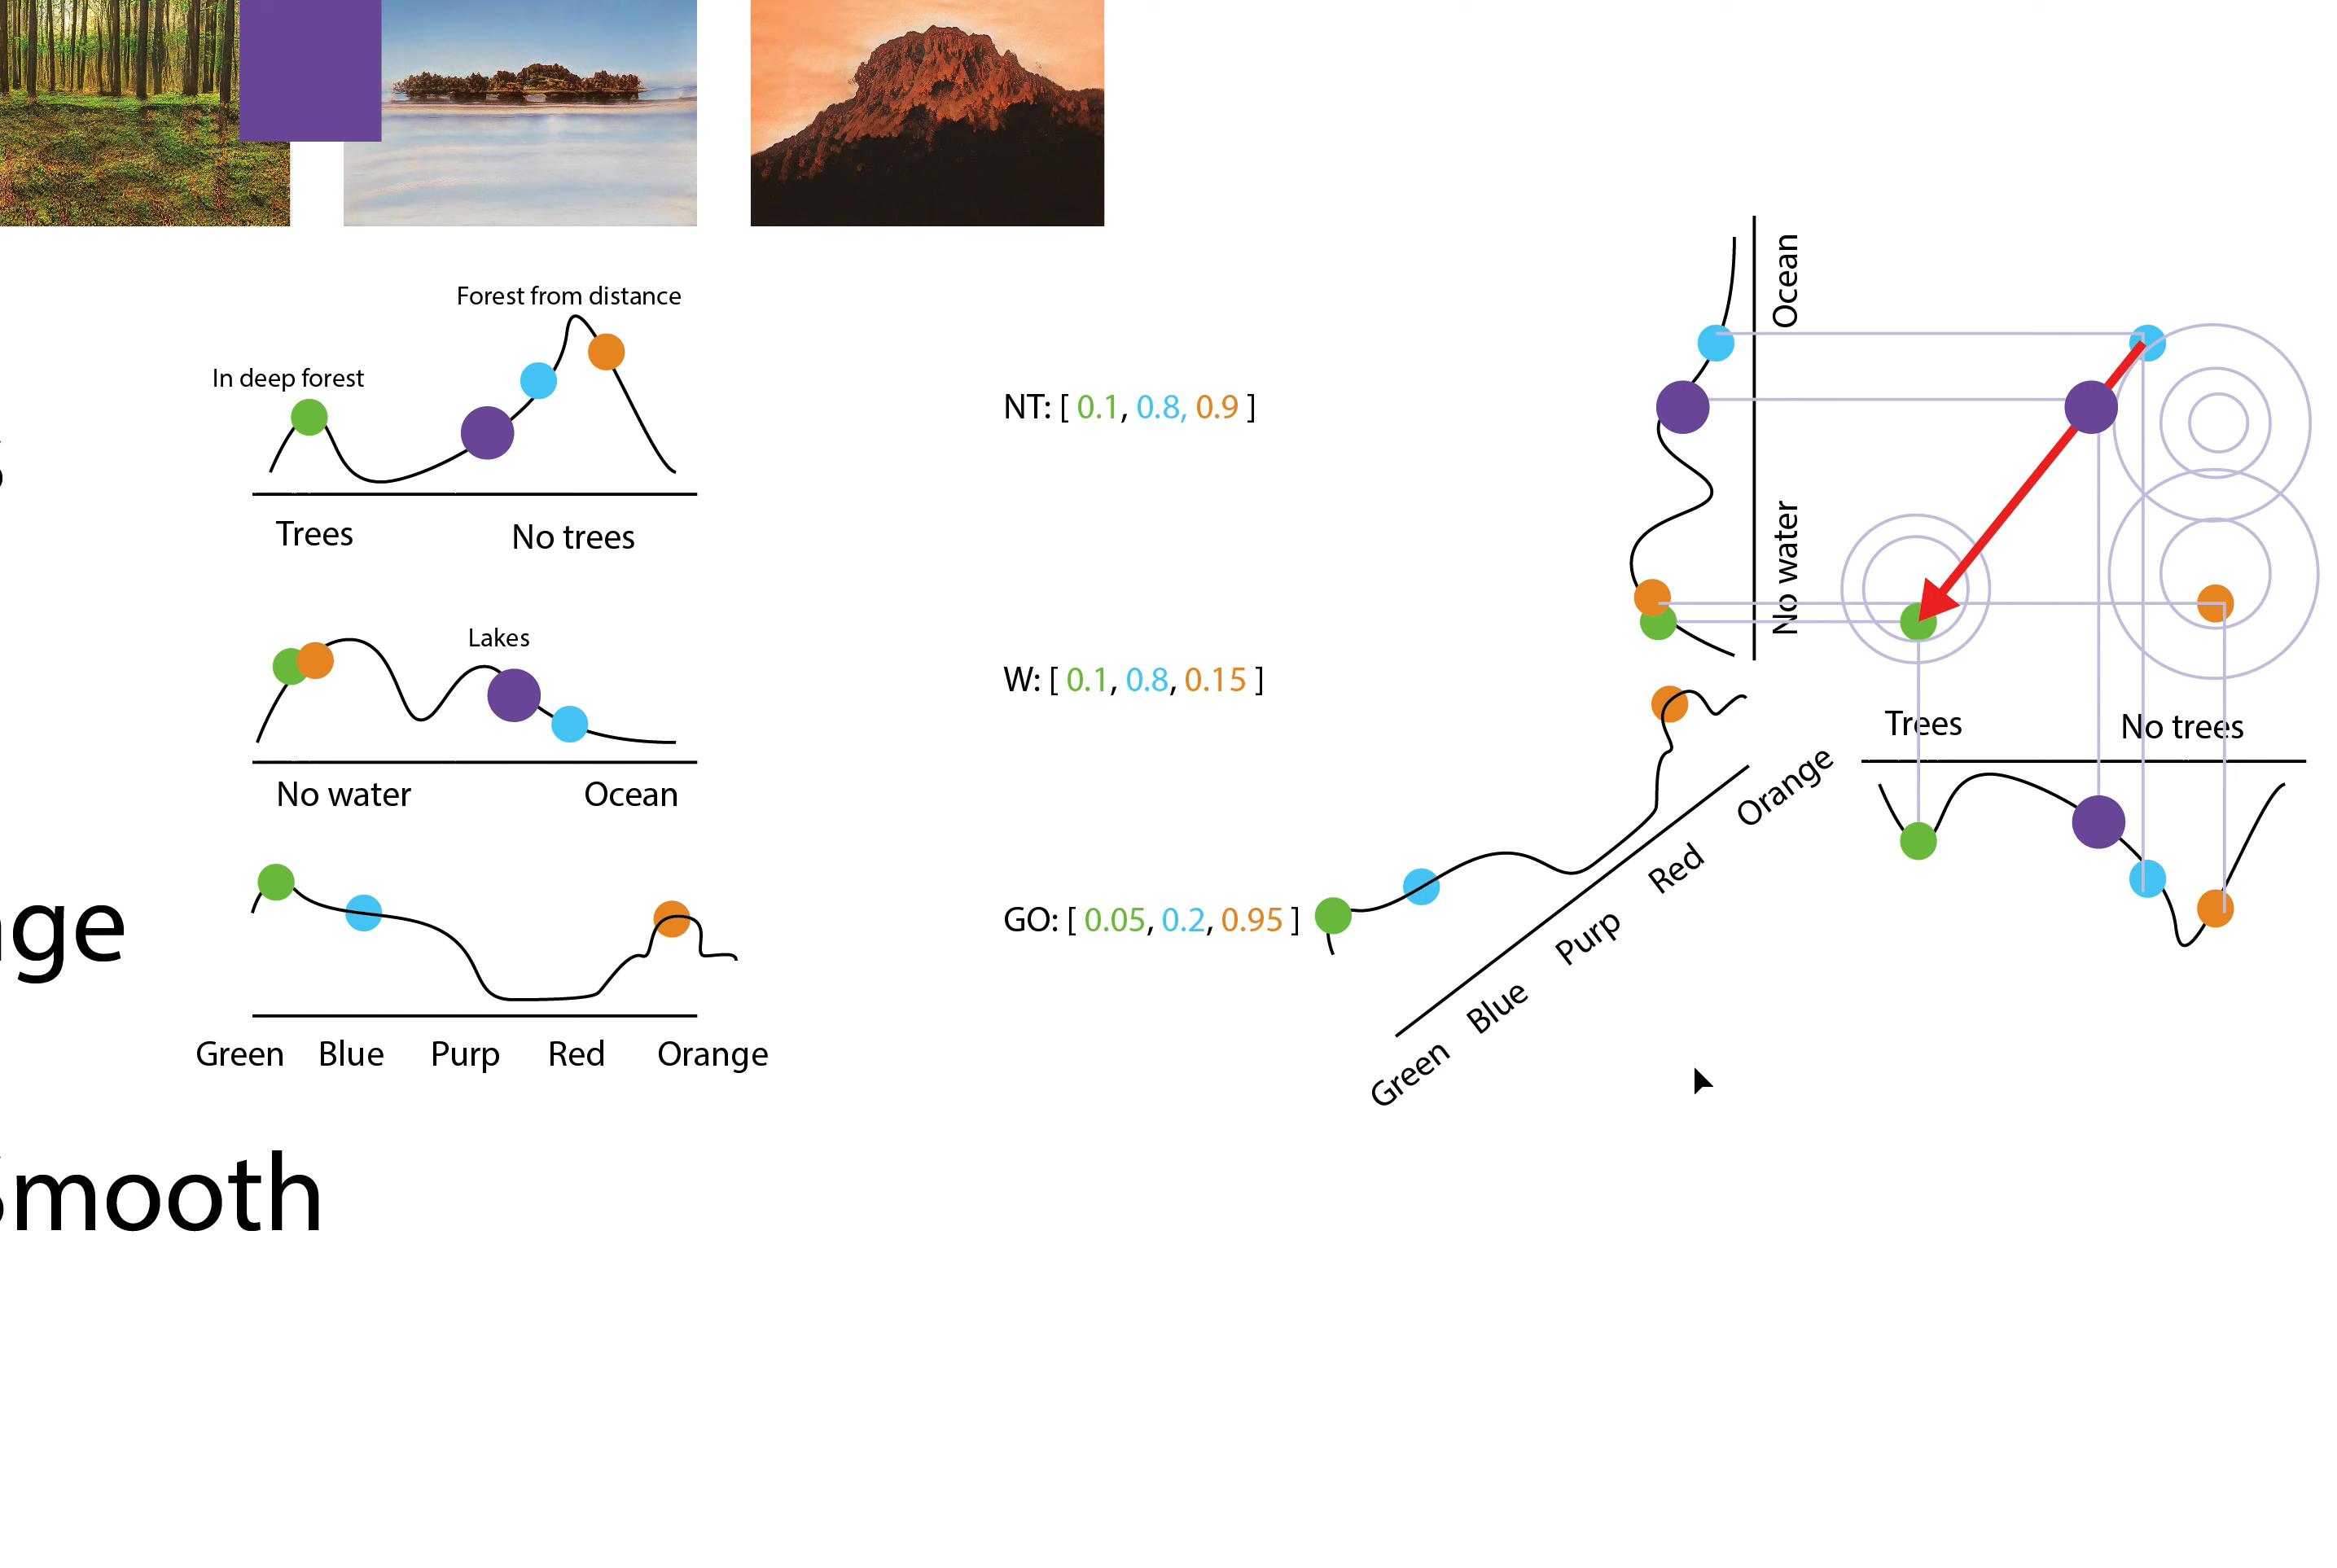 Forest from distance
In deep forest
Trees
No trees
Lakes
No water
Ocean
Green
Blue
Purp
Red
Orange
Smooth
NT: [ 0.1, 0.8, 0.9 ]
W: [ 0.1, 0.8, 0.15 ]
GO: [ 0.05, 0.2, 0.95 ]
Ocean
No water
Green
Blue
Purp
Red
Orange
Trees
No trees